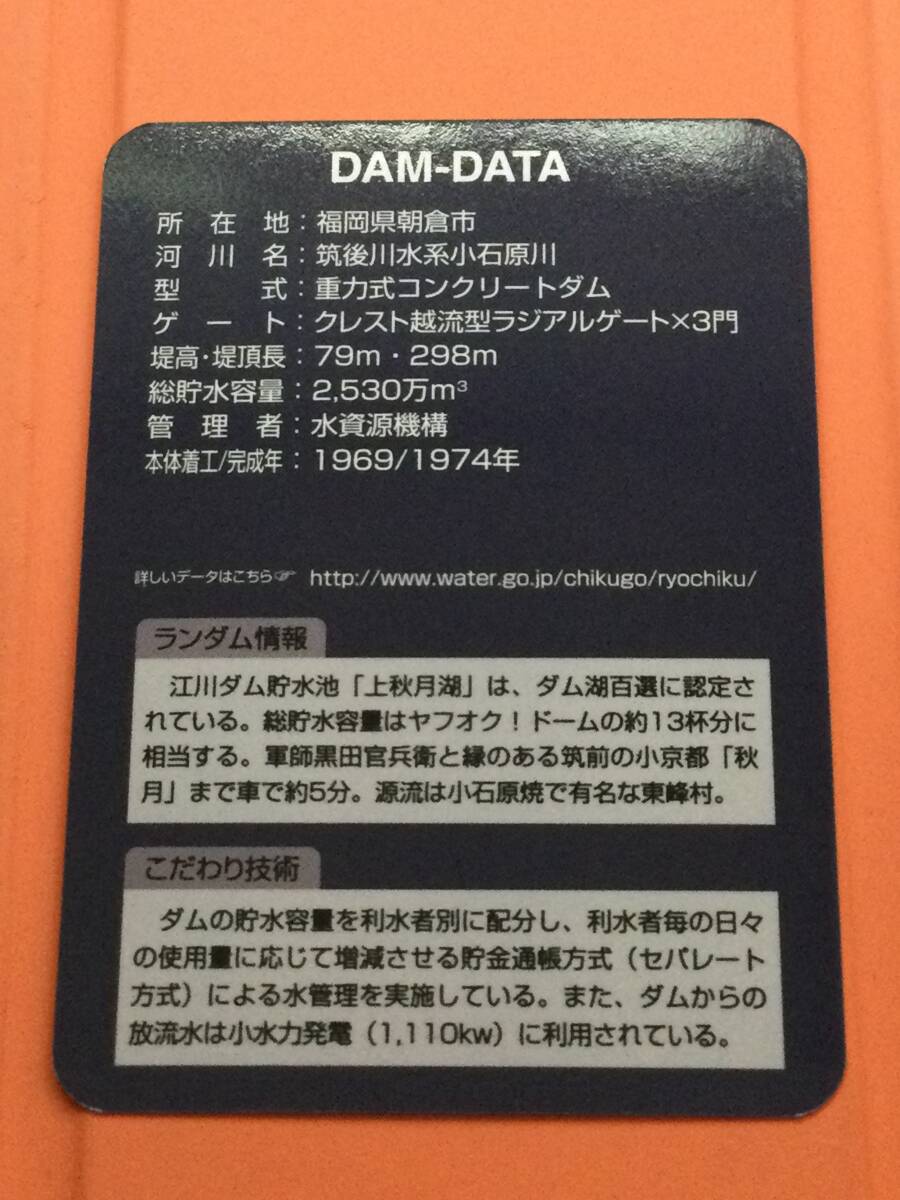 DAM-DATA
所在地：福岡県朝倉市
河川名：筑後川水系小石原川
型式：重力式コンクリートダム
ゲート：クレスト越流型ラジアルゲート×3門
堤高・堤頂長：79m・298m
総貯水容量：2,530万m³
管理者：水資源機構
本体着工/完成年：1969/1974年
詳しいデータはこちら☞ http://www.water.go.jp/chikugo/ryochiku/
ランダム情報
江川ダム貯水池「上秋月湖」は、ダム湖百選に認定さ
れている。総貯水容量はヤフオク！ドームの約13杯分に
相当する。軍師黒田官兵衛と縁のある筑前の小京都「秋
月」まで車で約5分。源流は小石原焼で有名な東峰村。
こだわり技術
ダムの貯水容量を利水者別に配分し、利水者毎の日々
の使用量に応じて増減させる貯金通帳方式（セパレート
方式）による水管理を実施している。また、ダムからの
放流水は小水力発電（1,110kw）に利用されている。